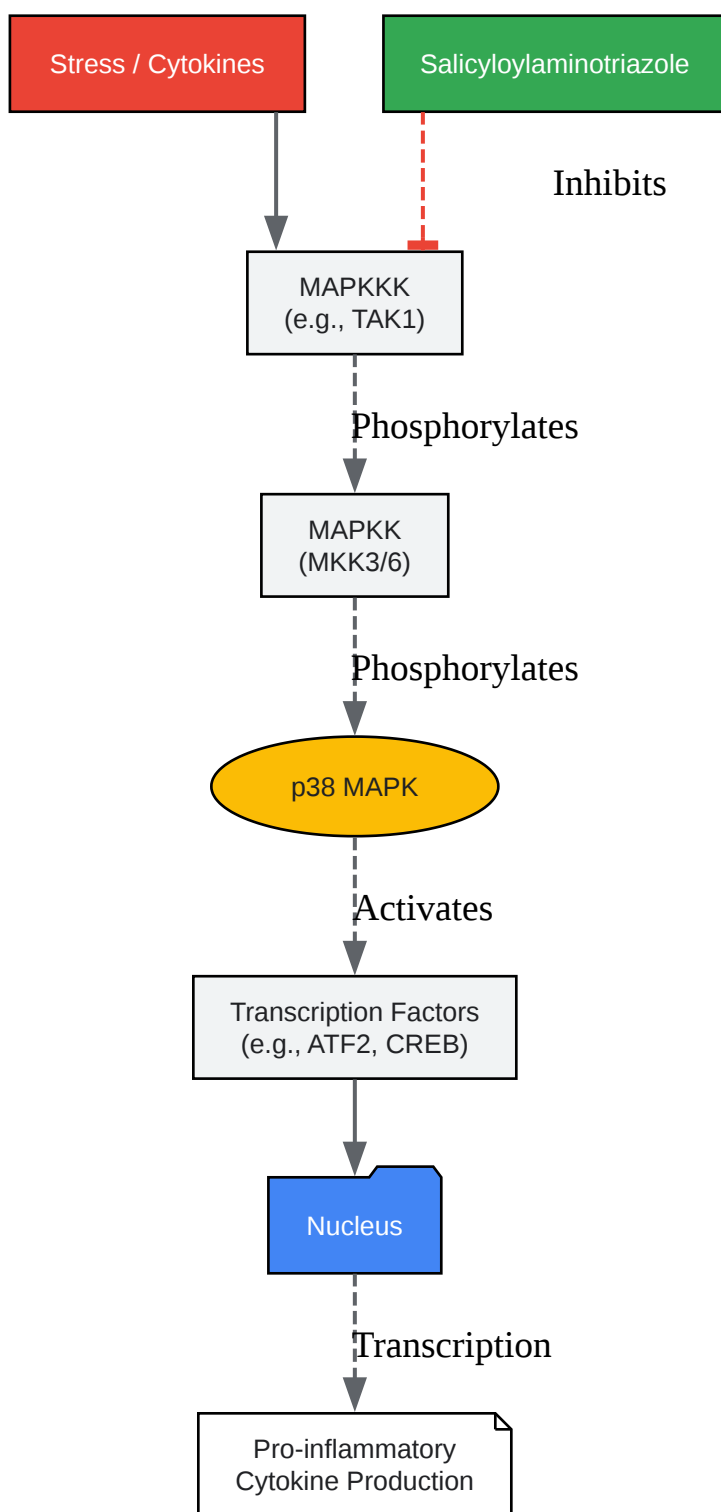 Stress / Cytokines
Salicyloylaminotriazole
Inhibits
MAPKKK
(e.g., TAK1)
Phosphorylates
MAPKK
(MKK3/6)
Phosphorylates
p38 MAPK
Activates
Transcription Factors
(e.g., ATF2, CREB)
Nucleus
Transcription
Pro-inflammatory
Cytokine Production